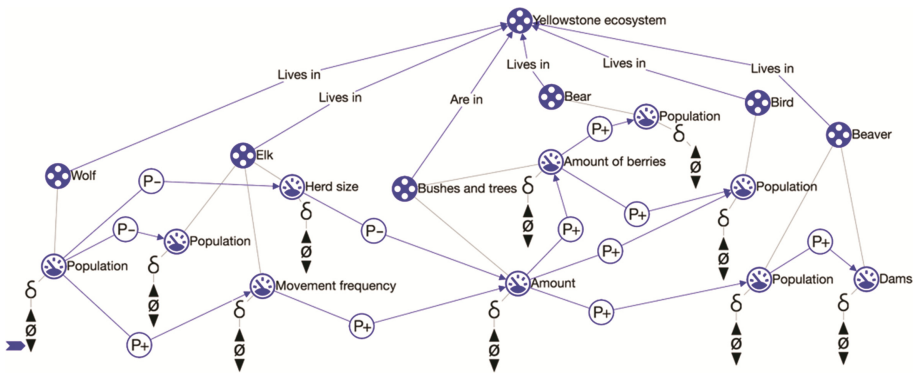 Yellowstone ecosystem
Lives in
Lives in
Are in
Lives in
Lives in
Lives in
Bear
Population
Bird
Beaver
P+
δ
Ø
Wolf
Elk
P-
Herd size
Bushes and trees
Amount of berries
δ
Ø
P+
Population
δ
Ø
P-
Population
δ
Ø
δ
Ø
P-
P+
P+
P+
Population
δ
Ø
Movement frequency
δ
Ø
Amount
δ
Ø
Population
δ
Ø
Dams
δ
Ø
P+
P+
P+